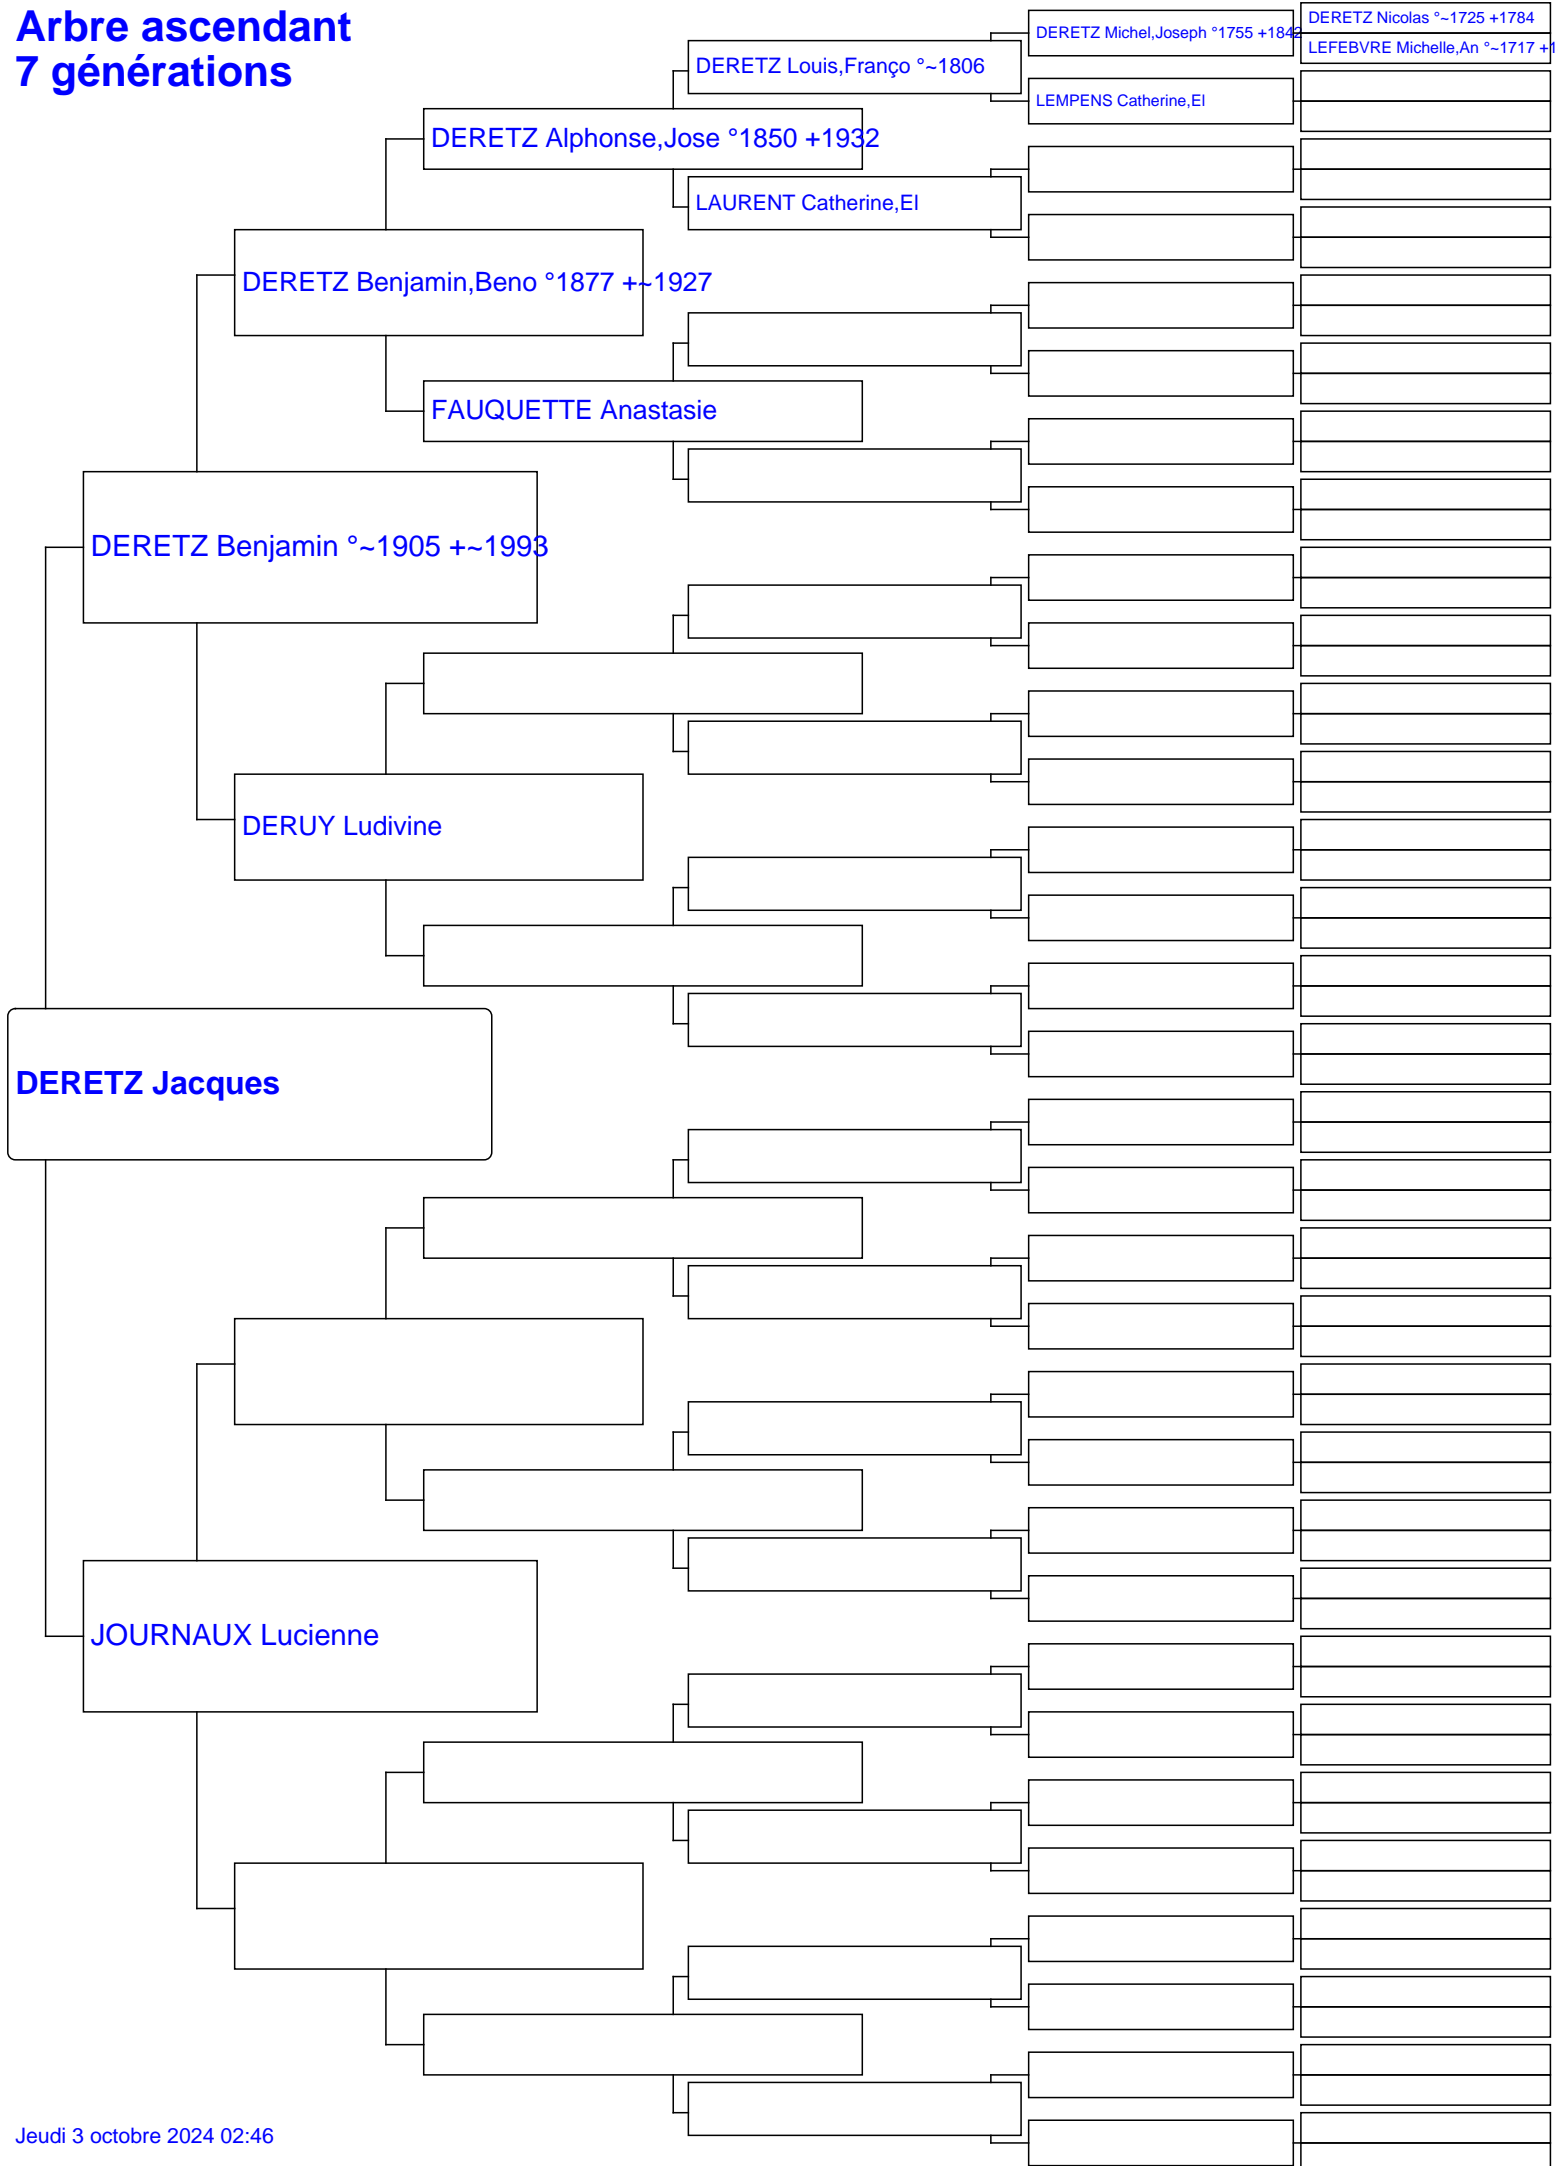 Arbre ascendant
7 générations
DERETZ Nicolas °~1725 +1784
DERETZ Michel,Joseph °1755 +1842
LEFEBVRE Michelle,An °~1717 +1
DERETZ Louis,Franço °~1806
LEMPENS Catherine,El
DERETZ Alphonse,Jose °1850 +1932
LAURENT Catherine,El
DERETZ Benjamin,Beno °1877 +~1927
FAUQUETTE Anastasie
DERETZ Benjamin °~1905 +~1993
DERUY Ludivine
DERETZ Jacques
JOURNAUX Lucienne
Jeudi 3 octobre 2024 02:46